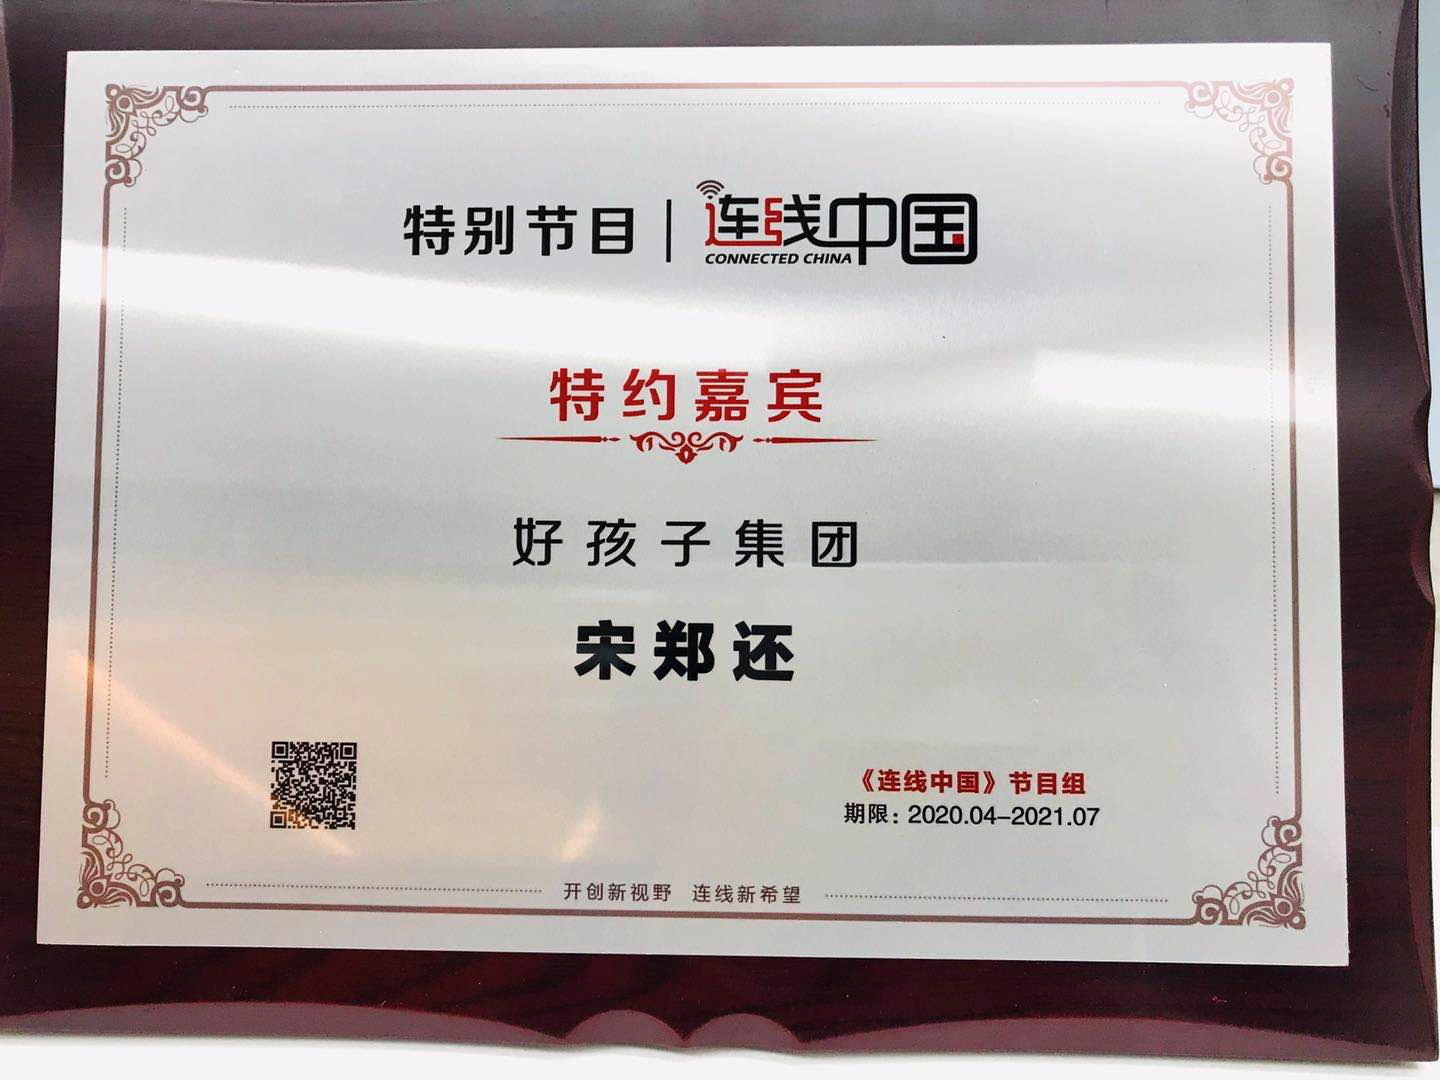 特别节目 | 连线中国
CONNECTED CHINA
特约嘉宾
好孩子集团
宋郑还
《连线中国》节目组
期限：2020.04-2021.07
开创新视野 连线新希望